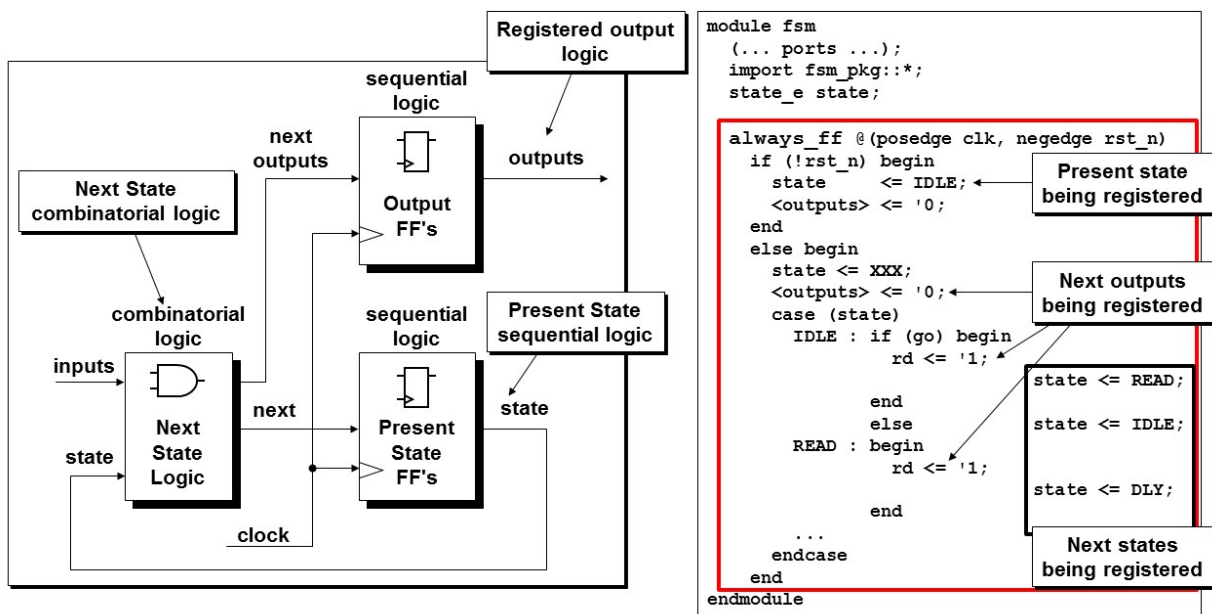 Registered output
logic
sequential
logic
next
outputs
outputs
Output
FF's
Next State
combinatorial logic
Present State
sequential logic
combinatorial
logic
sequential
logic
inputs
next
state
Next
State
Logic
Present
State
FF's
state
clock
module fsm
(... ports ...);
import fsm_pkg::*;
state_e state;
always_ff @(posedge clk, negedge rst_n)
if (!rst_n) begin
state <= IDLE;
<outputs> <= '0;
end
else begin
state <= XXX;
<outputs> <= '0;
case (state)
IDLE : if (go) begin
rd <= '1;
state <= READ;
end
else state <= IDLE;
READ : begin
rd <= '1;
state <= DLY;
end
...
endcase
end
endmodule
Present state
being registered
Next outputs
being registered
Next states
being registered